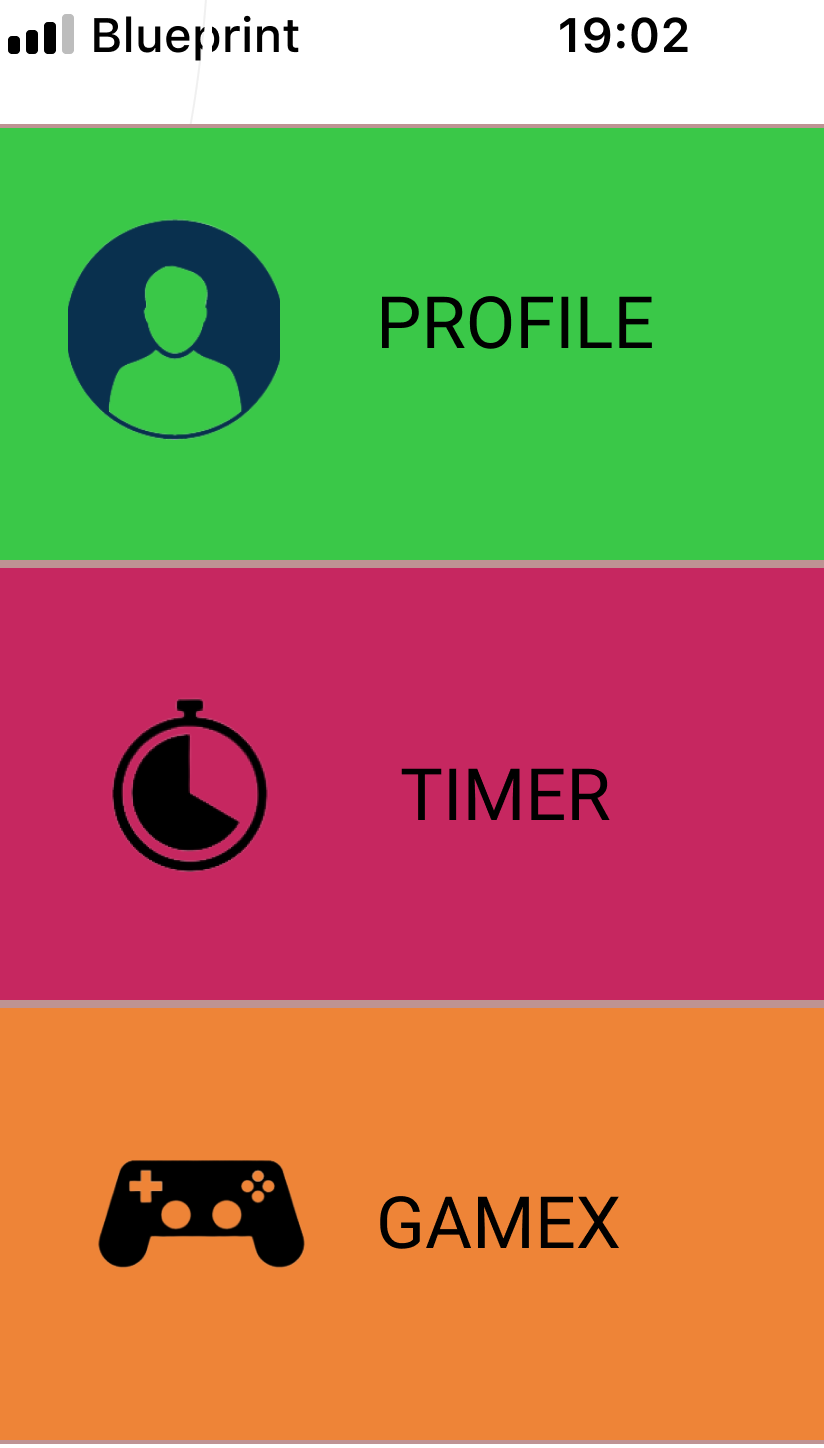 Blueprint 19:02
PROFILE
TIMER
GAMEX